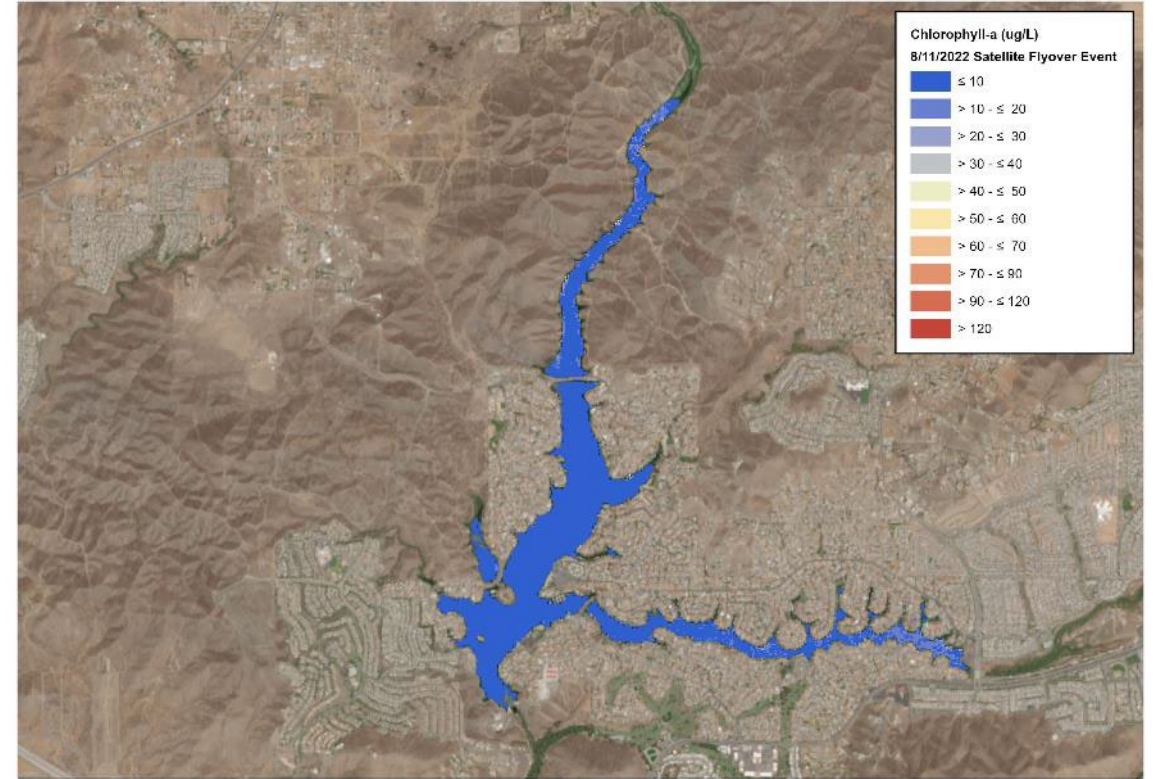 Chlorophyll-a (ug/L)
8/11/2022 Satellite Flyover Event
≤ 10
> 10 - ≤ 20
> 20 - ≤ 30
> 30 - ≤ 40
> 40 - ≤ 50
> 50 - ≤ 60
> 60 - ≤ 70
> 70 - ≤ 90
> 90 - ≤ 120
> 120